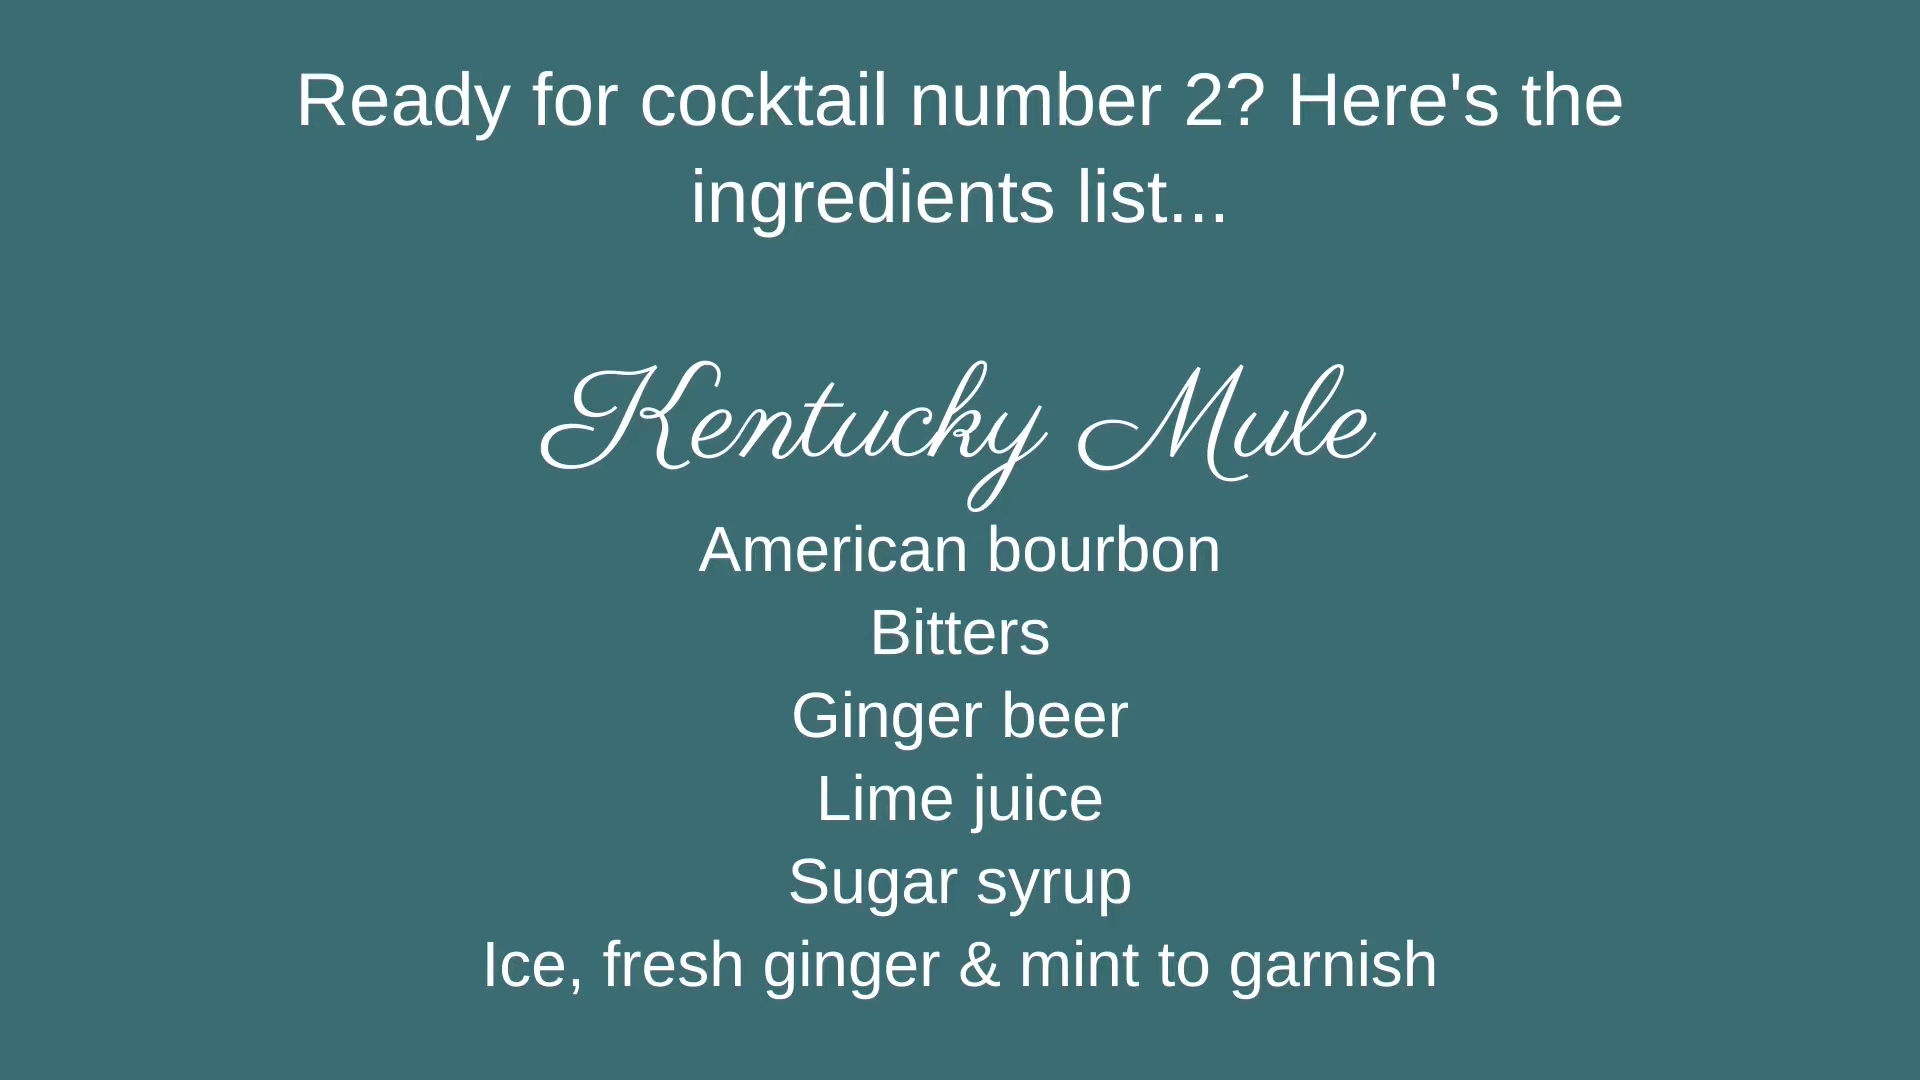 Ready for cocktail number 2? Here's the
ingredients list...
Kentucky Mule
American bourbon
Bitters
Ginger beer
Lime juice
Sugar syrup
Ice, fresh ginger & mint to garnish